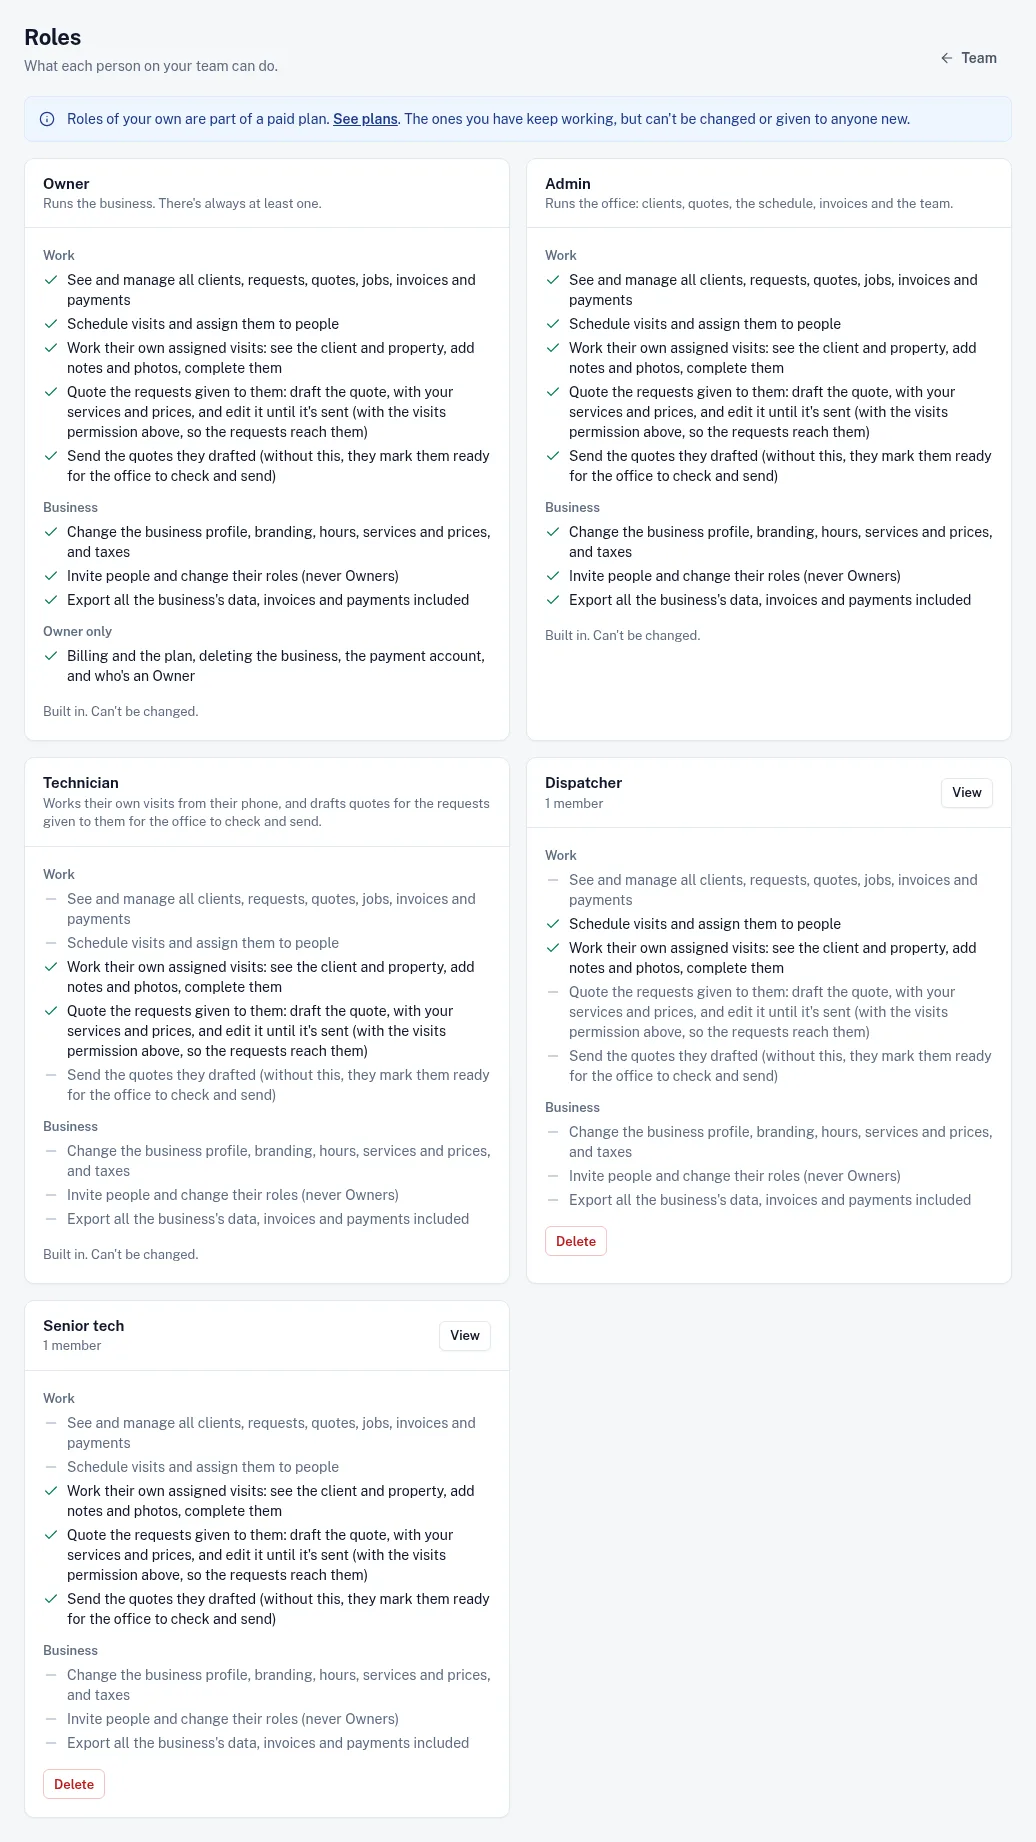 Roles
What each person on your team can do.
← Team
Roles of your own are part of a paid plan. See plans. The ones you have keep working, but can't be changed or given to anyone new.
Owner
Runs the business. There's always at least one.
Work
See and manage all clients, requests, quotes, jobs, invoices and
payments
Schedule visits and assign them to people
Work their own assigned visits: see the client and property, add
notes and photos, complete them
Quote the requests given to them: draft the quote, with your
services and prices, and edit it until it's sent (with the visits
permission above, so the requests reach them)
Send the quotes they drafted (without this, they mark them ready
for the office to check and send)
Business
Change the business profile, branding, hours, services and prices,
and taxes
Invite people and change their roles (never Owners)
Export all the business's data, invoices and payments included
Owner only
Billing and the plan, deleting the business, the payment account,
and who's an Owner
Built in. Can't be changed.
Admin
Runs the office: clients, quotes, the schedule, invoices and the team.
Work
See and manage all clients, requests, quotes, jobs, invoices and
payments
Schedule visits and assign them to people
Work their own assigned visits: see the client and property, add
notes and photos, complete them
Quote the requests given to them: draft the quote, with your
services and prices, and edit it until it's sent (with the visits
permission above, so the requests reach them)
Send the quotes they drafted (without this, they mark them ready
for the office to check and send)
Business
Change the business profile, branding, hours, services and prices,
and taxes
Invite people and change their roles (never Owners)
Export all the business's data, invoices and payments included
Built in. Can't be changed.
Technician
Works their own visits from their phone, and drafts quotes for the requests
given to them for the office to check and send.
Work
See and manage all clients, requests, quotes, jobs, invoices and
payments
Schedule visits and assign them to people
Work their own assigned visits: see the client and property, add
notes and photos, complete them
Quote the requests given to them: draft the quote, with your
services and prices, and edit it until it's sent (with the visits
permission above, so the requests reach them)
Send the quotes they drafted (without this, they mark them ready
for the office to check and send)
Business
Change the business profile, branding, hours, services and prices,
and taxes
Invite people and change their roles (never Owners)
Export all the business's data, invoices and payments included
Built in. Can't be changed.
Dispatcher
1 member
View
Work
See and manage all clients, requests, quotes, jobs, invoices and
payments
Schedule visits and assign them to people
Work their own assigned visits: see the client and property, add
notes and photos, complete them
Quote the requests given to them: draft the quote, with your
services and prices, and edit it until it's sent (with the visits
permission above, so the requests reach them)
Send the quotes they drafted (without this, they mark them ready
for the office to check and send)
Business
Change the business profile, branding, hours, services and prices,
and taxes
Invite people and change their roles (never Owners)
Export all the business's data, invoices and payments included
Delete
Senior tech
1 member
View
Work
See and manage all clients, requests, quotes, jobs, invoices and
payments
Schedule visits and assign them to people
Work their own assigned visits: see the client and property, add
notes and photos, complete them
Quote the requests given to them: draft the quote, with your
services and prices, and edit it until it's sent (with the visits
permission above, so the requests reach them)
Send the quotes they drafted (without this, they mark them ready
for the office to check and send)
Business
Change the business profile, branding, hours, services and prices,
and taxes
Invite people and change their roles (never Owners)
Export all the business's data, invoices and payments included
Delete